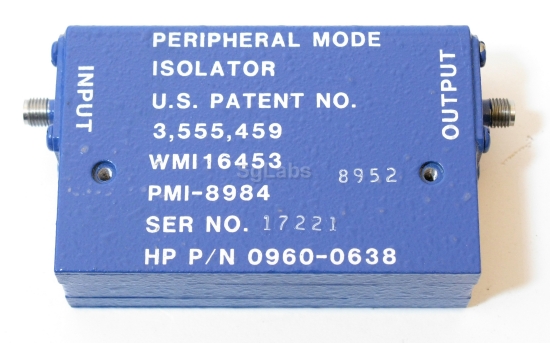 PERIPHERAL MODE
ISOLATOR
U.S. PATENT NO.
3,555,459
WMI16453
PMI-8984
SER NO. 17221
HP P/N 0960-0638
INPUT
OUTPUT
8952
SgLabs